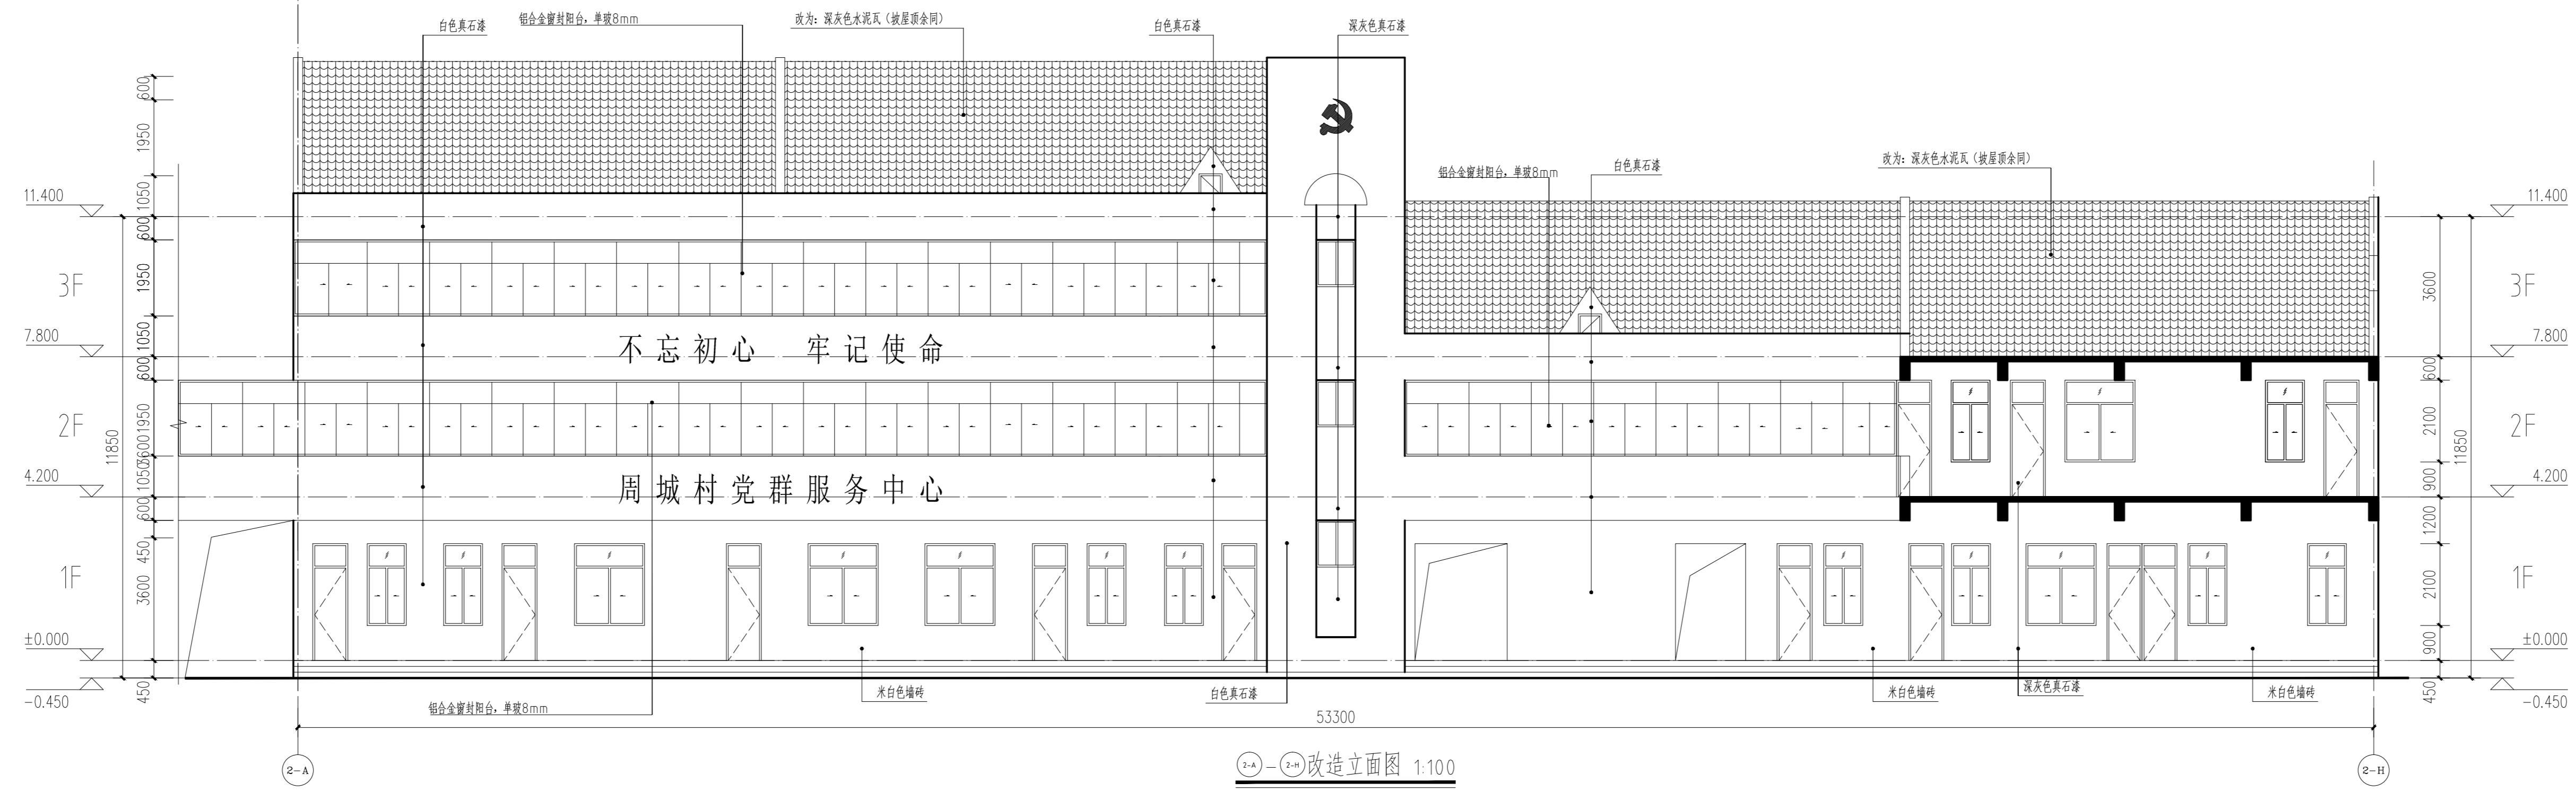 白色真石漆
铝合金窗封阳台，单玻8mm
改为：深灰色水泥瓦（披屋顶余同）
白色真石漆
深灰色真石漆
铝合金窗封阳台，单玻8mm
白色真石漆
改为：深灰色水泥瓦（披屋顶余同）
600
1950
1050
600
1950
1050
600
1950
3600
1050
600
450
3600
450
11850
11.400
3F
7.800
2F
4.200
1F
±0.000
-0.450
不忘初心 牢记使命
周城村党群服务中心
3600
600
2100
900
1200
2100
900
450
11850
11.400
3F
7.800
2F
4.200
1F
±0.000
-0.450
铝合金窗封阳台，单玻8mm
米白色墙砖
白色真石漆
米白色墙砖
深灰色真石漆
米白色墙砖
53300
2-A
2-H
2-A - 2-H 改造立面图 1:100